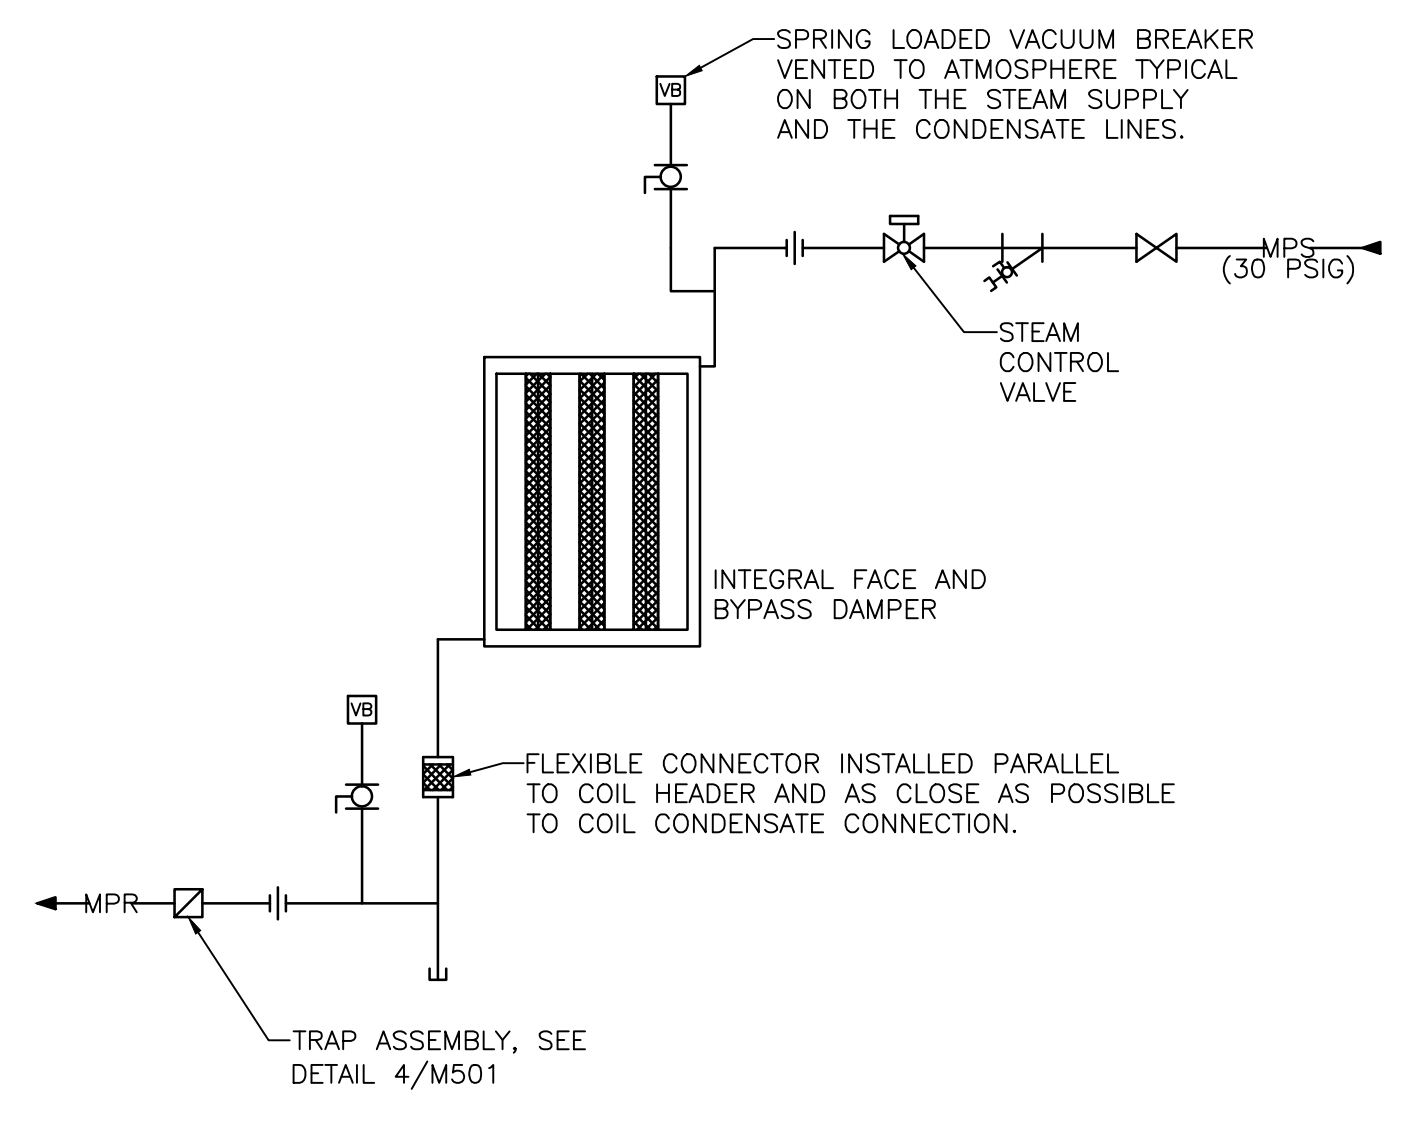 SPRING LOADED VACUUM BREAKER
VENTED TO ATMOSPHERE TYPICAL
ON BOTH THE STEAM SUPPLY
AND THE CONDENSATE LINES.
VB
MPS
(30 PSIG)
STEAM
CONTROL
VALVE
INTEGRAL FACE AND
BYPASS DAMPER
VB
FLEXIBLE CONNECTOR INSTALLED PARALLEL
TO COIL HEADER AND AS CLOSE AS POSSIBLE
TO COIL CONDENSATE CONNECTION.
MPR
TRAP ASSEMBLY, SEE
DETAIL 4/M501